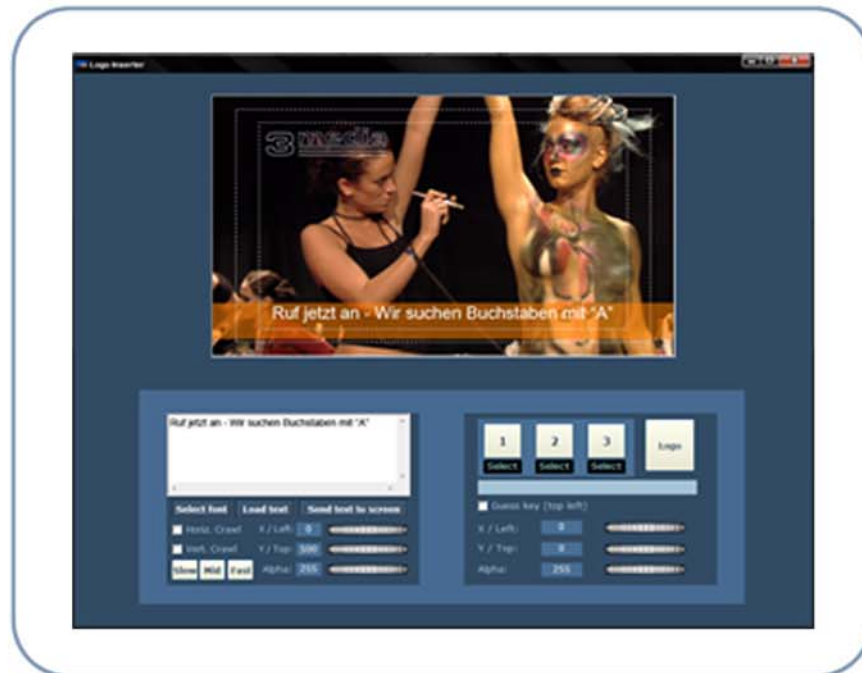 Logo Inserter
3 media
Ruf jetzt an - Wir suchen Buchstaben mit "A"
Ruf jetzt an - Wir suchen Buchstaben mit "A"
Select font Load text Send text to screen
Horiz. Crawl X / Left: 0
Vert. Crawl Y / Top: 500
Slow Mid Fast Alpha: 255
1 2 3 Logo
Select Select Select
Guess key (top left)
X / Left: 0
Y / Top: 0
Alpha: 255